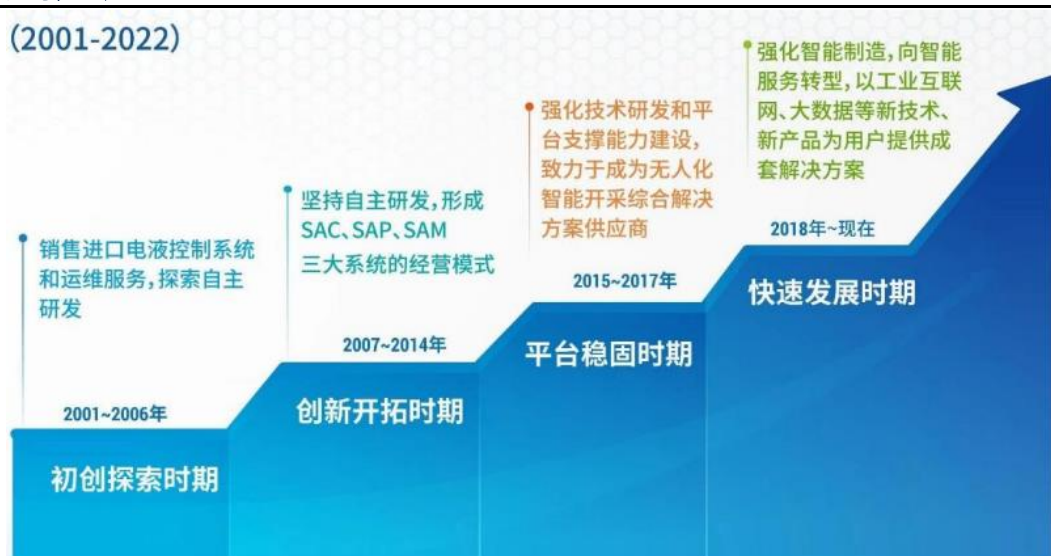 （2001-2022）
销售进口电液控制系统
和运维服务，探索自主
研发
2001~2006年
初创探索时期
坚持自主研发，形成
SAC、SAP、SAM
三大系统的经营模式
2007~2014年
创新开拓时期
强化技术研发和平
台支撑能力建设，
致力于成为无人化
智能开采综合解决
方案供应商
2015~2017年
平台稳固时期
强化智能制造，向智能
服务转型，以工业互联
网、大数据等新技术、
新产品为用户提供成
套解决方案
2018年~现在
快速发展时期